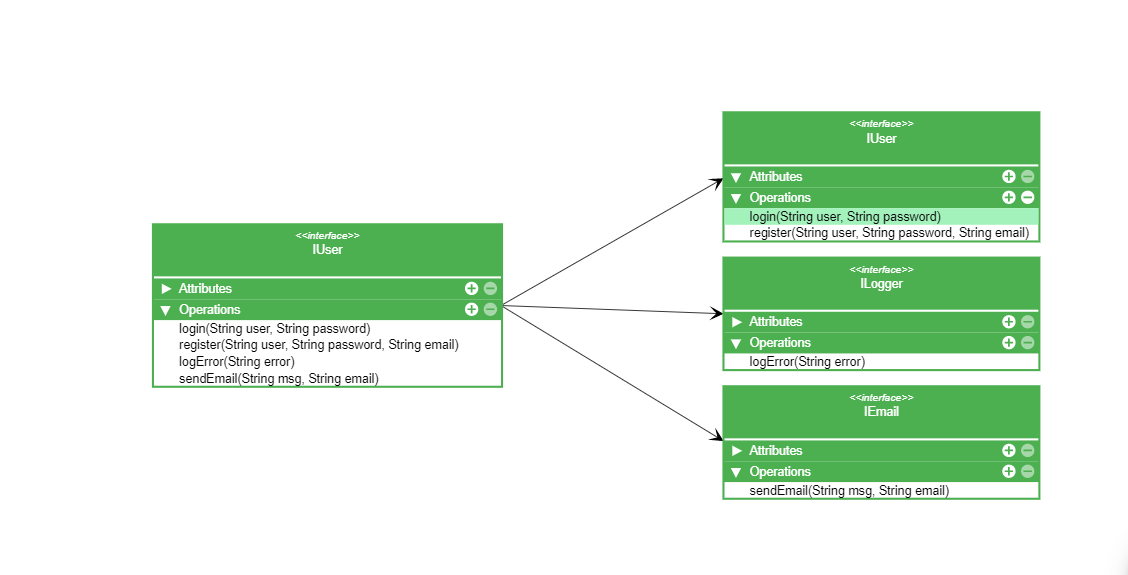 <<interface>>
IUser
Attributes
Operations
login(String user, String password)
register(String user, String password, String email)
logError(String error)
sendEmail(String msg, String email)
<<interface>>
IUser
Attributes
Operations
login(String user, String password)
register(String user, String password, String email)
<<interface>>
ILogger
Attributes
Operations
logError(String error)
<<interface>>
IEmail
Attributes
Operations
sendEmail(String msg, String email)